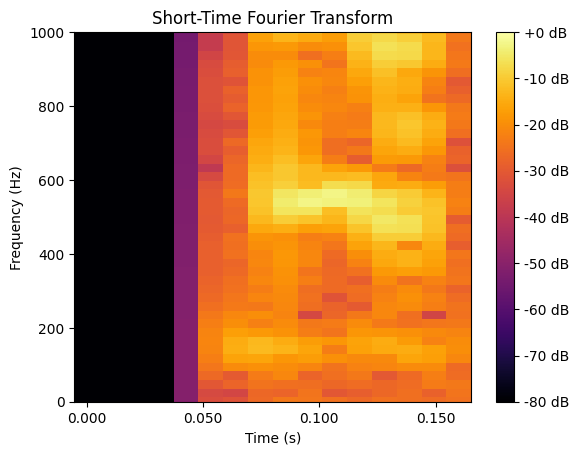 Short-Time Fourier Transform
1000
800
600
400
200
0
Frequency (Hz)
0.000
0.050
0.100
0.150
Time (s)
+0 dB
-10 dB
-20 dB
-30 dB
-40 dB
-50 dB
-60 dB
-70 dB
-80 dB